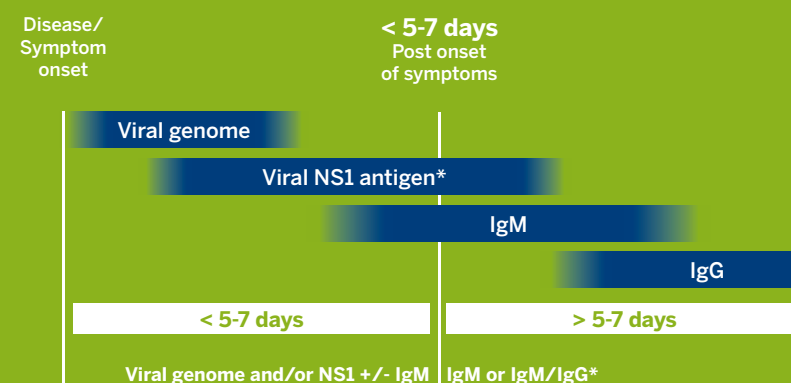 Disease/
Symptom
onset
< 5-7 days
Post onset
of symptoms
Viral genome
Viral NS1 antigen*
IgM
IgG
< 5-7 days
> 5-7 days
Viral genome and/or NS1 +/- IgM
IgM or IgM/IgG*